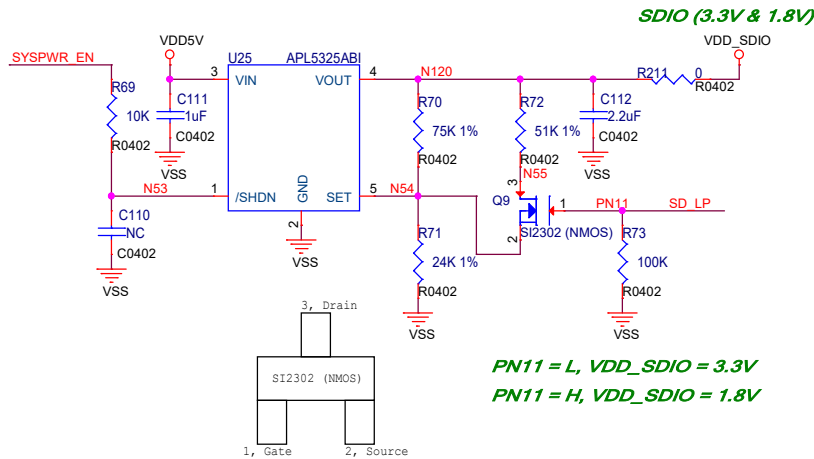 SDIO (3.3V & 1.8V)
SYSPWR_EN
VDD5V
U25 APL5325ABI
VDD_SDIO
3 VIN
VOUT 4
N120
R211 0
R0402
R69
10K
R0402
C111
1uF
C0402
VSS
R70
75K 1%
R0402
R72
51K 1%
R0402
C112
2.2uF
C0402
VSS
N53
1 /SHDN
GND
2
VSS
SET 5
N54
N55
3
Q9
2
1
SI2302 (NMOS)
PN11
SD_LP
C110
NC
C0402
VSS
R71
24K 1%
R0402
VSS
R73
100K
R0402
VSS
3, Drain
SI2302 (NMOS)
1, Gate
2, Source
PN11 = L, VDD_SDIO = 3.3V
PN11 = H, VDD_SDIO = 1.8V